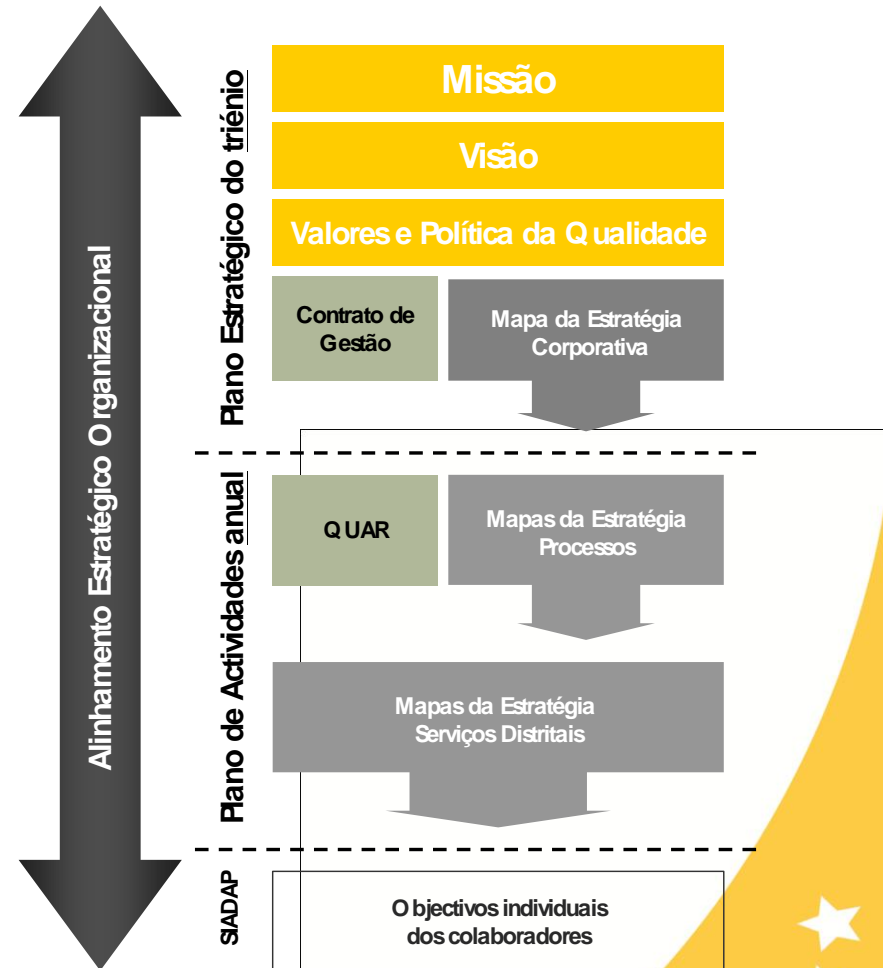 Alinhamento Estratégico Organizacional
Plano Estratégico do triénio
Missão
Visão
Valores e Política da Qualidade
Contrato de
Gestão
Mapa da Estratégia
Corporativa
Plano de Actividades anual
QUAR
Mapas da Estratégia
Processos
Mapas da Estratégia
Serviços Distritais
SIADAP
Objectivos individuais
dos colaboradores